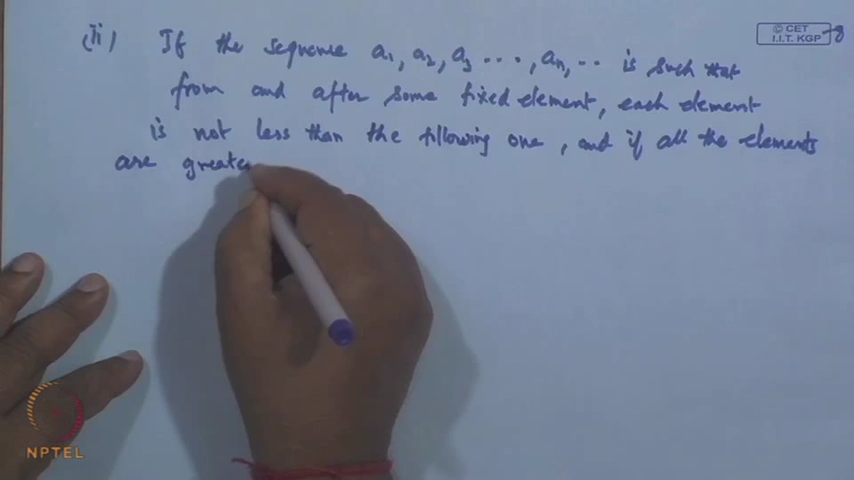 © CET
I.I.T. KGP
(ii) If the sequence a1, a2, a3 ..., an, .. is such that
from and after some fixed element, each element
is not less than the following one, and if all the elements
are greate
NPTEL